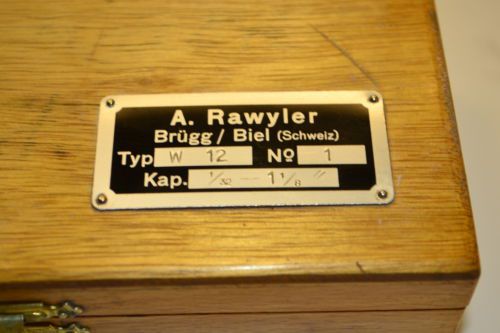 A. Rawyler
Brügg / Biel (Schweiz)
Typ W 12 Nº 1
Kap. 1/32 — 1 1/8 "